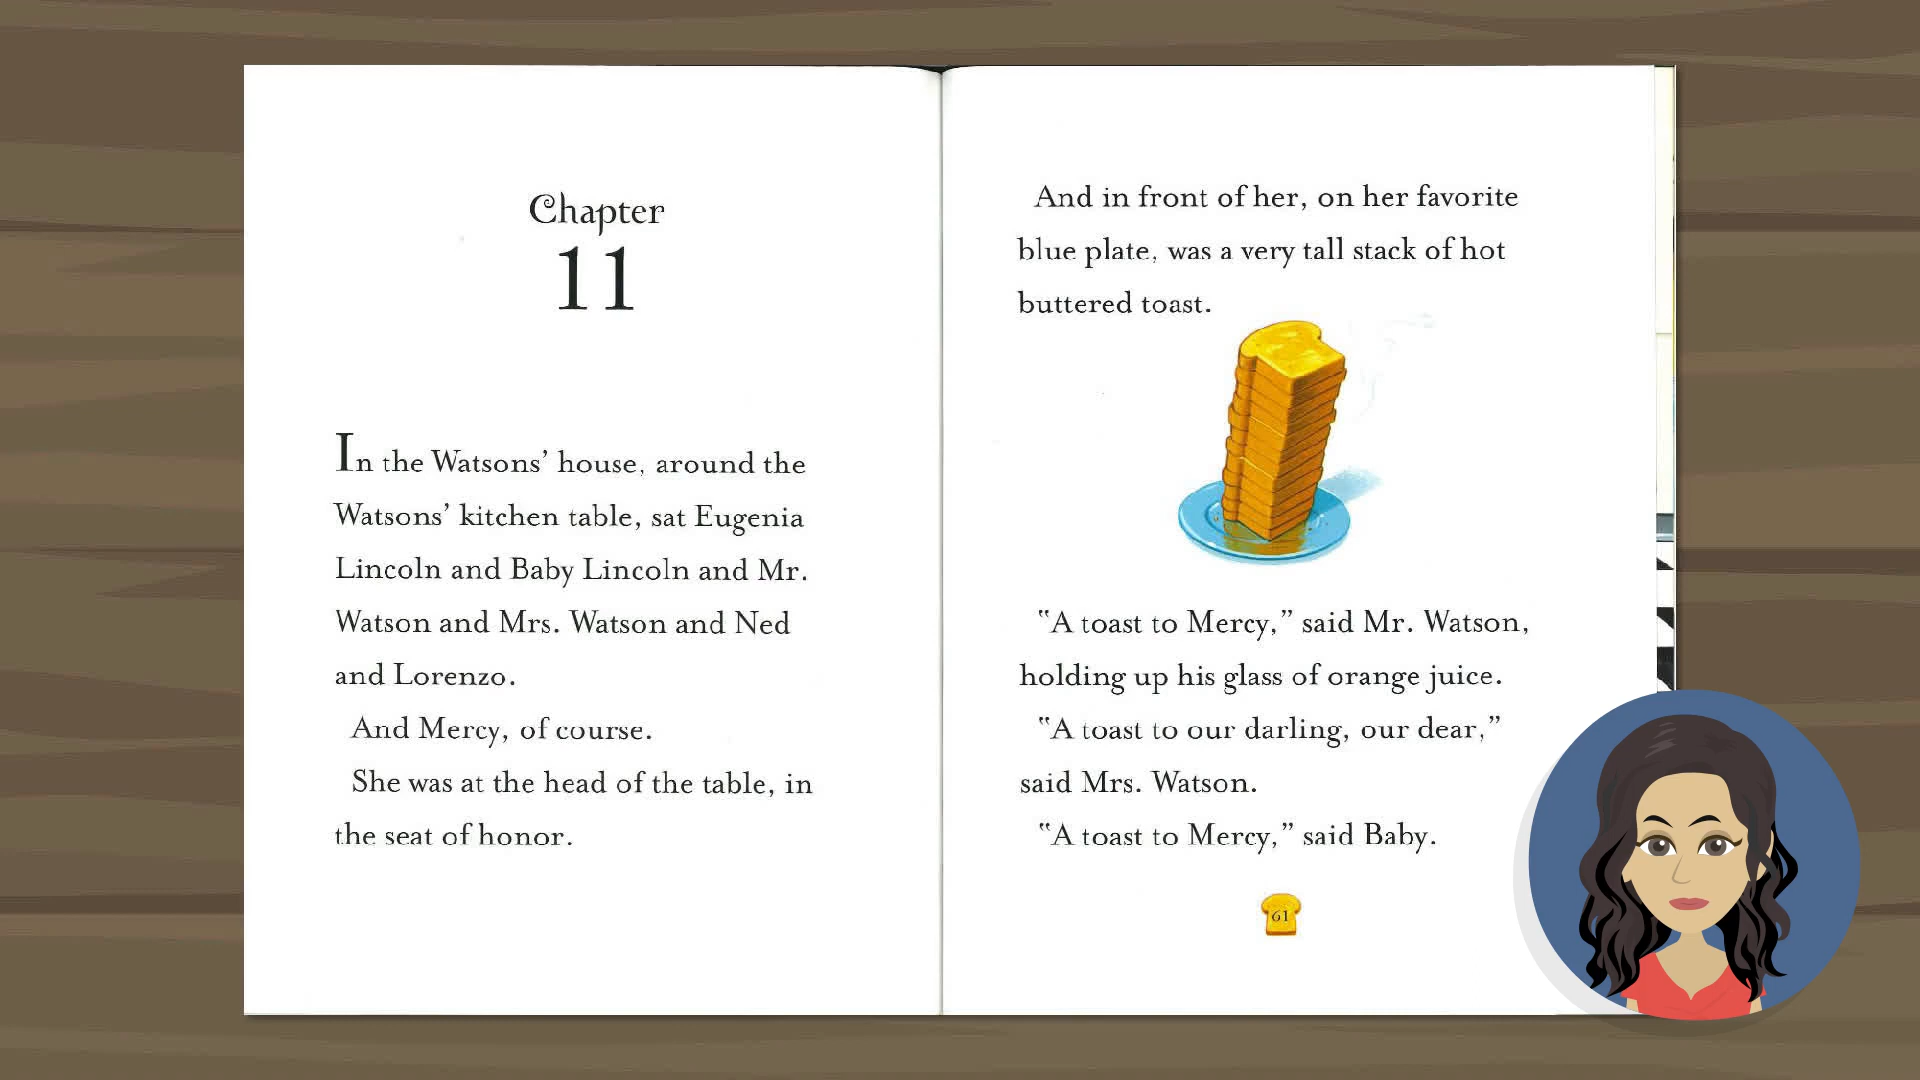 Chapter
11
In the Watsons’ house, around the
Watsons’ kitchen table, sat Eugenia
Lincoln and Baby Lincoln and Mr.
Watson and Mrs. Watson and Ned
and Lorenzo.
And Mercy, of course.
She was at the head of the table, in
the seat of honor.
And in front of her, on her favorite
blue plate, was a very tall stack of hot
buttered toast.
“A toast to Mercy,” said Mr. Watson,
holding up his glass of orange juice.
“A toast to our darling, our dear,”
said Mrs. Watson.
“A toast to Mercy,” said Baby.
61